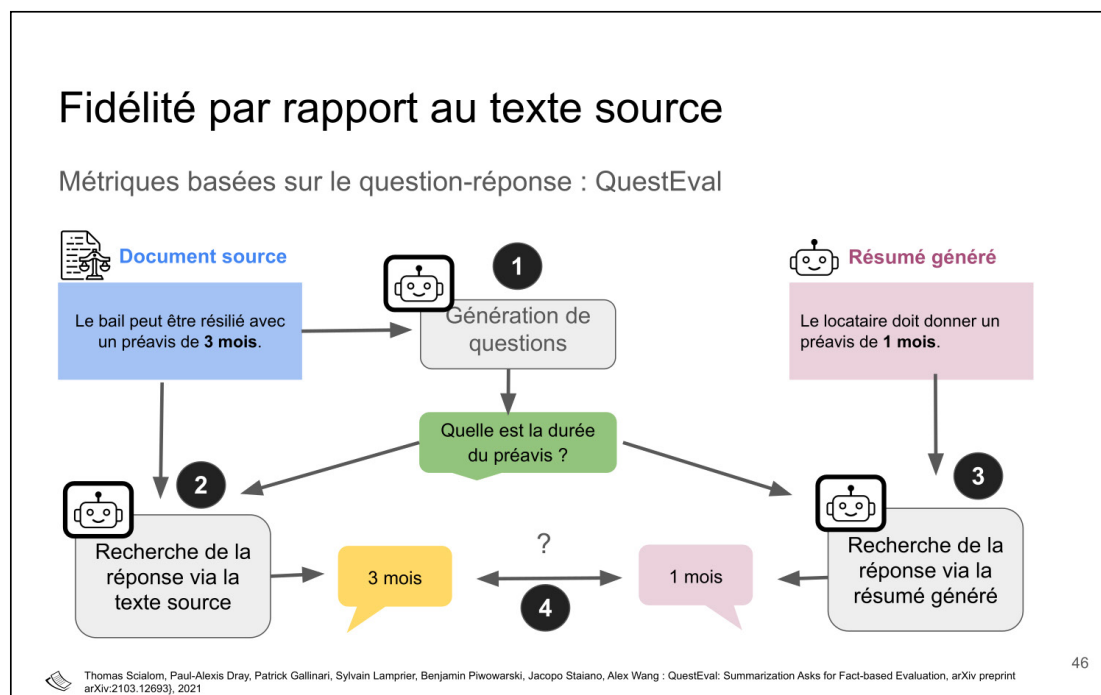 Fidélité par rapport au texte source
Métriques basées sur le question-réponse : QuestEval
Document source
1
Résumé généré
Le bail peut être résilié avec
un préavis de 3 mois.
Génération de
questions
Le locataire doit donner un
préavis de 1 mois.
Quelle est la durée
du préavis ?
2
3
Recherche de la
réponse via la
texte source
3 mois
?
4
1 mois
Recherche de la
réponse via la
résumé généré
46
Thomas Scialom, Paul-Alexis Dray, Patrick Gallinari, Sylvain Lamprier, Benjamin Piwowarski, Jacopo Staiano, Alex Wang : QuestEval: Summarization Asks for Fact-based Evaluation, arXiv preprint
arXiv:2103.12693}, 2021